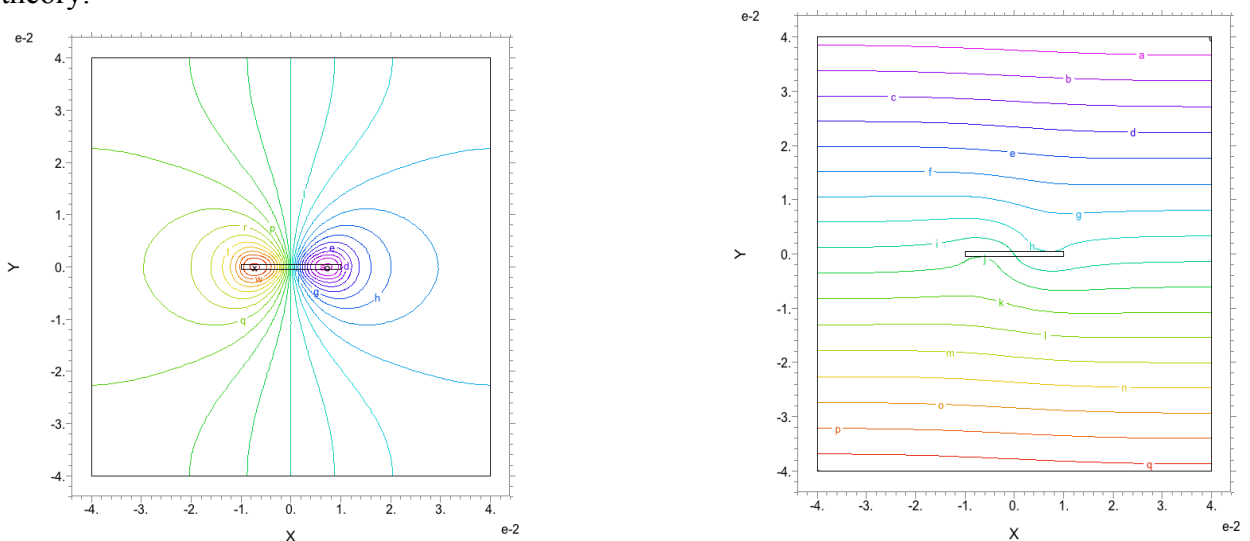 theory.
e-2
4.
3.
2.
1.
0.
-1.
-2.
-3.
-4.
Y
-4. -3. -2. -1. 0. 1. 2. 3. 4.
e-2
X
l
r p
e
d
w
g
h
q
e-2
4.
3.
2.
1.
0.
-1.
-2.
-3.
-4.
Y
-4. -3. -2. -1. 0. 1. 2. 3. 4.
e-2
X
a
b
c
d
e
f
g
h
i
j
k
l
m
n
o
p
q